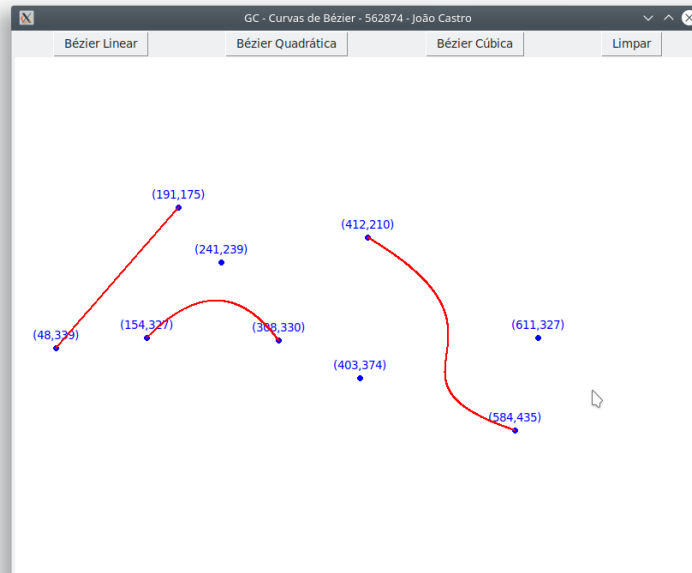 GC - Curvas de Bézier - 562874 - João Castro
Bézier Linear
Bézier Quadrática
Bézier Cúbica
Limpar
(191,175)
(412,210)
(241,239)
(48,339)
(154,327)
(308,330)
(611,327)
(403,374)
(584,435)